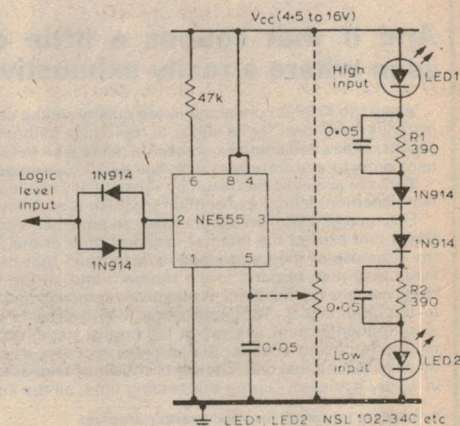 Vcc (4·5 to 16V)
High input
LED1
47k
0·05
R1
390
Logic level input
6
8
4
1N914
1N914
2
NE555
3
1N914
1N914
1
5
0·05
R2
390
0·05
Low input
LED2
LED1, LED2 NSL 102-34C etc